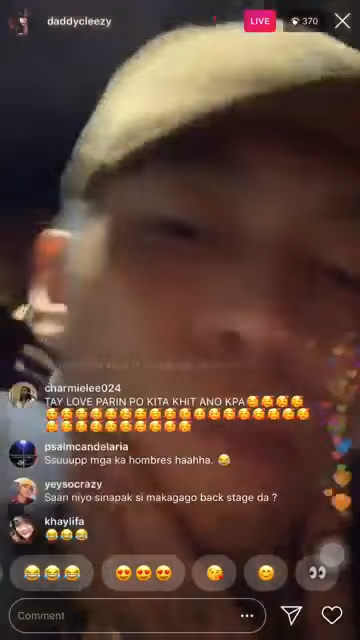 daddycleezy
LIVE
370
charmielee024
TAY LOVE PARIN PO KITA KHIT ANO KPA🥰🥰🥰🥰
🥰🥰🥰🥰🥰🥰🥰🥰🥰🥰🥰🥰🥰🥰🥰🥰🥰🥰
🥰🥰🥰🥰🥰🥰🥰🥰🥰🥰
psalmcandelaria
Ssuuupp mga ka hombres haahha. 😂
yeysocrazy
Saan niyo sinapak si makagago back stage da ?
khaylifa
😂😂😂
😂😂😂 😍😍😍 😘 😊 👀
Comment